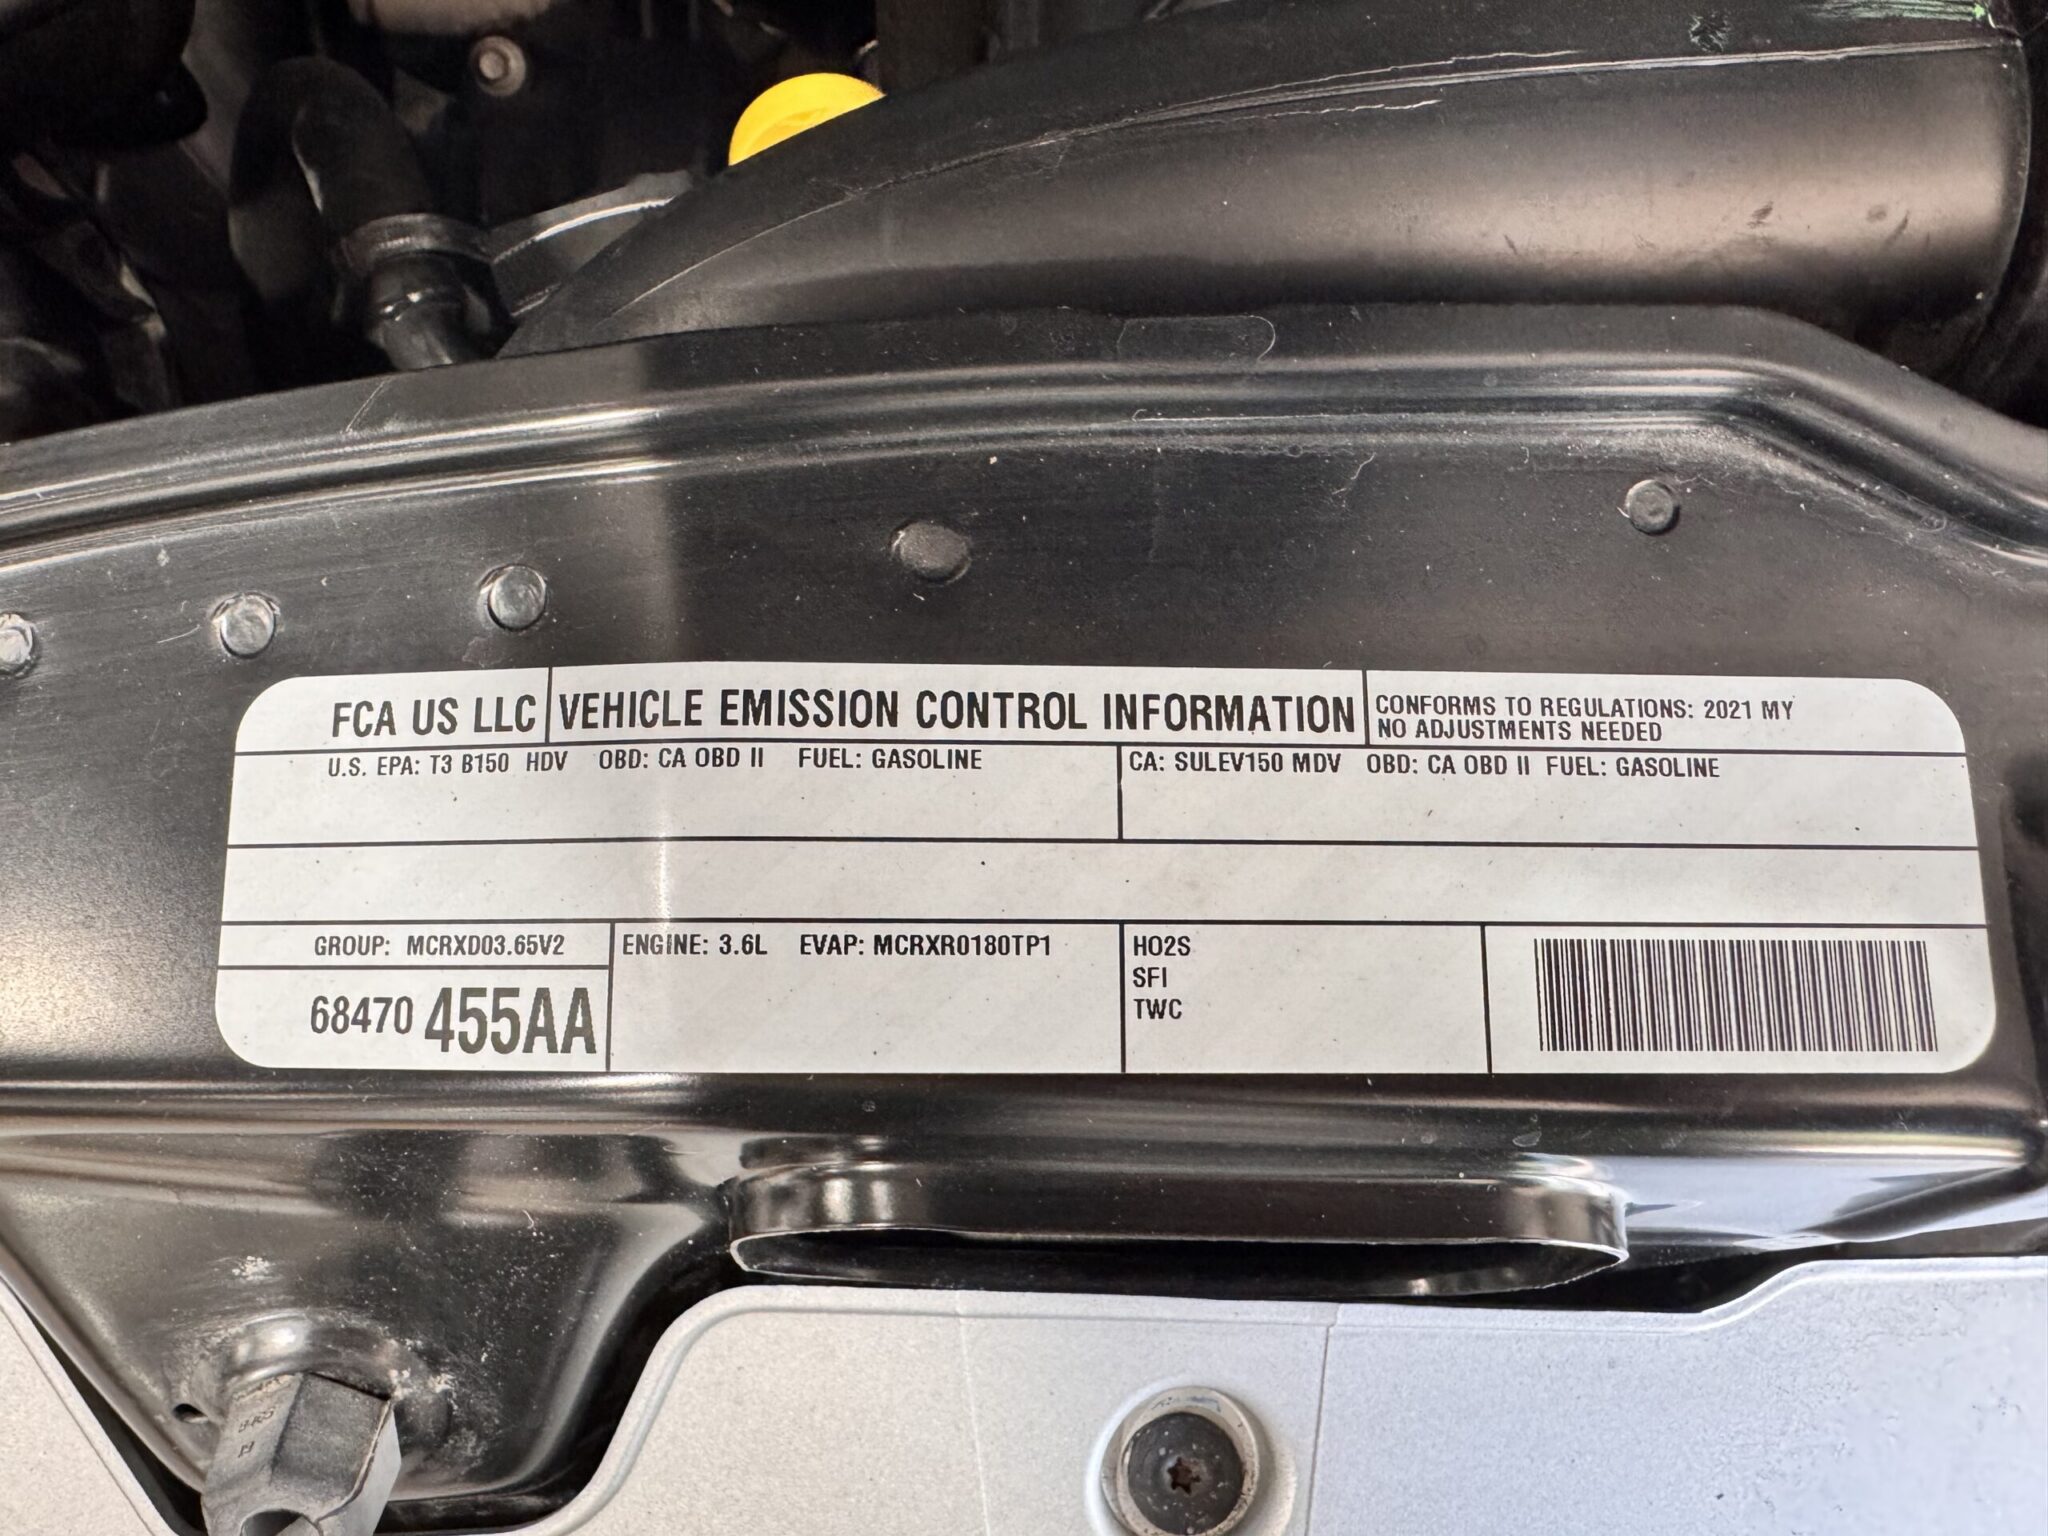 FCA US LLC VEHICLE EMISSION CONTROL INFORMATION CONFORMS TO REGULATIONS: 2021 MY
NO ADJUSTMENTS NEEDED
U.S. EPA: T3 B150 HDV OBD: CA OBD II FUEL: GASOLINE CA: SULEV150 MDV OBD: CA OBD II FUEL: GASOLINE
GROUP: MCRXD03.65V2 ENGINE: 3.6L EVAP: MCRXR0180TP1 HO2S
SFI
68470 455AA TWC